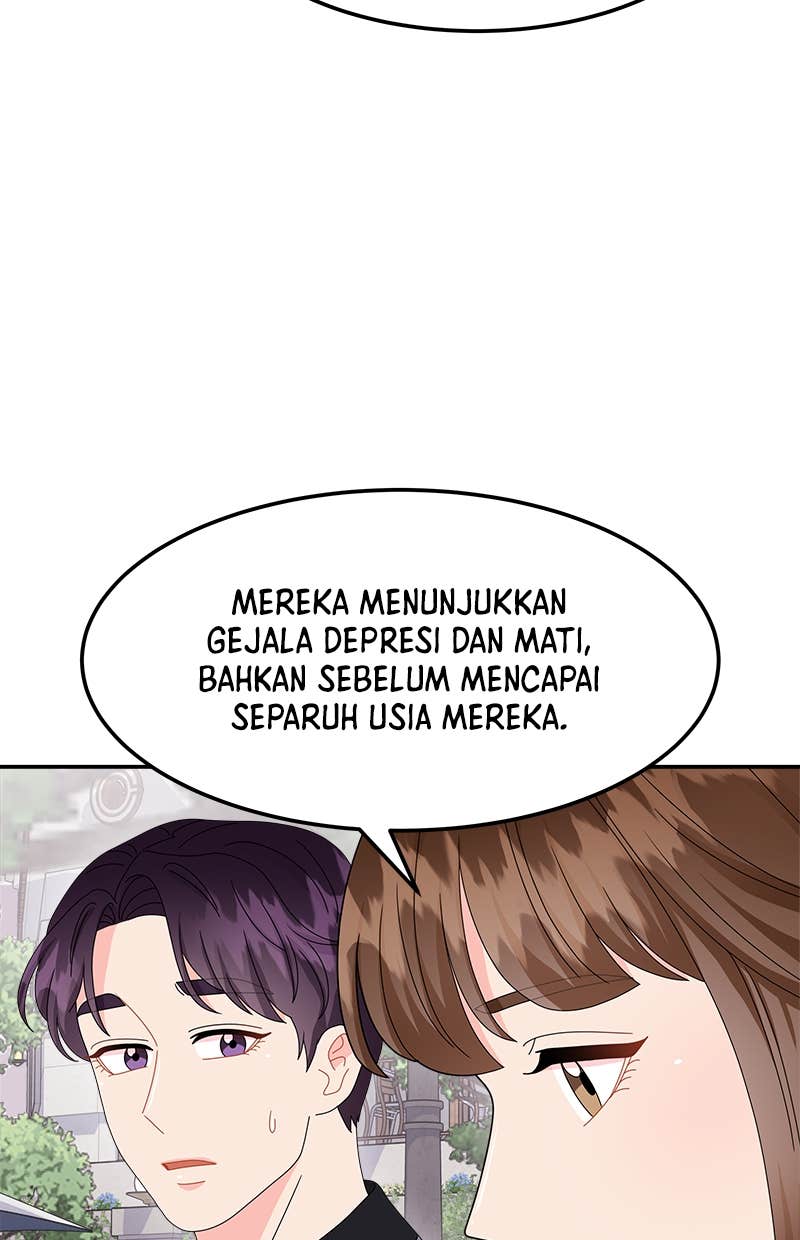 MEREKA MENUNJUKKAN
GEJALA DEPRESI DAN MATI,
BAHKAN SEBELUM MENCAPAI
SEPARUH USIA MEREKA.